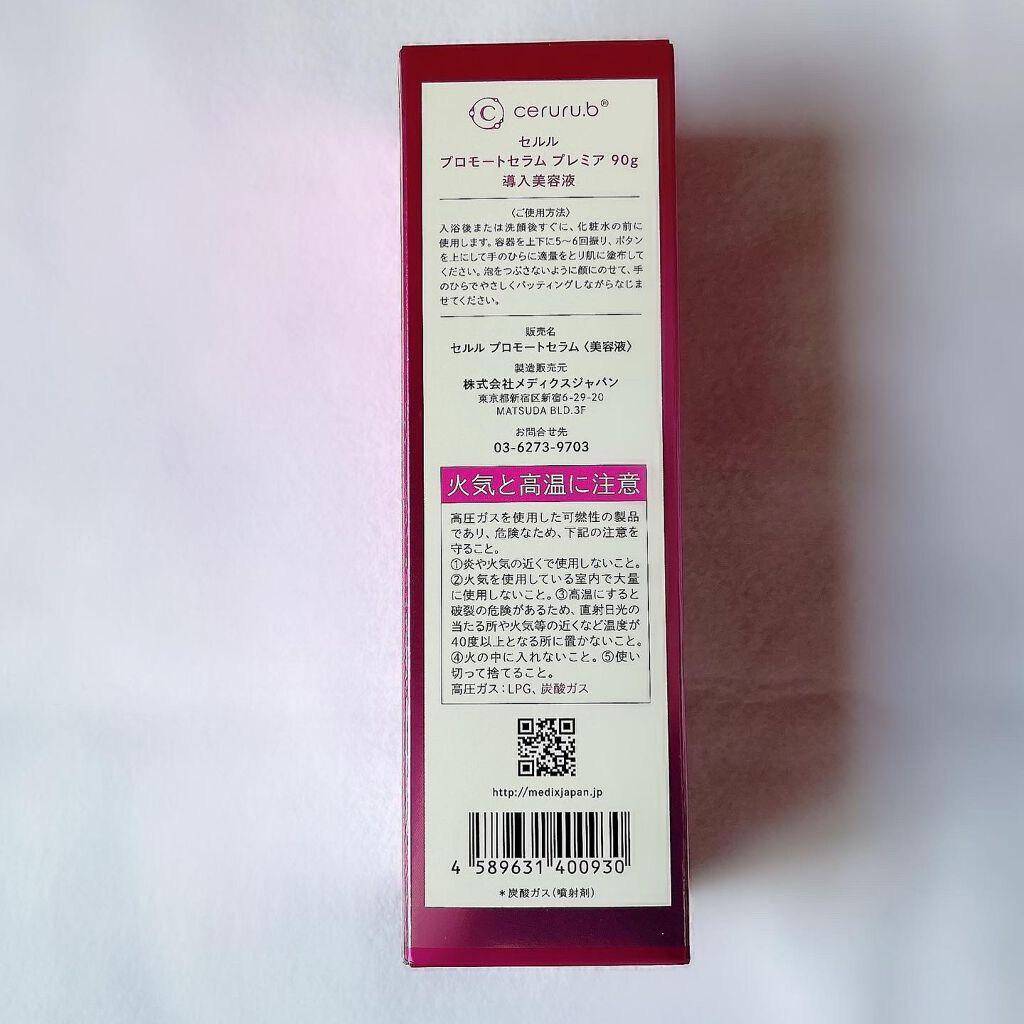 C ceruru.b®
セルル
プロモートセラム プレミア 90g
導入美容液
〈ご使用方法〉
入浴後または洗顔後すぐに、化粧水の前に
使用します。容器を上下に5〜6回振り、ボタン
を上にして手のひらに適量をとり肌に塗布して
ください。泡をつぶさないように顔にのせて、手
のひらでやさしくパッティングしながらなじま
せてください。
販売名
セルル プロモートセラム〈美容液〉
製造販売元
株式会社メディクスジャパン
東京都新宿区新宿6-29-20
MATSUDA BLD.3F
お問合せ先
03-6273-9703
火気と高温に注意
高圧ガスを使用した可燃性の製品
であり、危険なため、下記の注意を
守ること。
①炎や火気の近くで使用しないこと。
②火気を使用している室内で大量
に使用しないこと。③高温にすると
破裂の危険があるため、直射日光の
当たる所や火気等の近くなど温度が
40度以上となる所に置かないこと。
④火の中に入れないこと。⑤使い
切って捨てること。
高圧ガス：LPG、炭酸ガス
http://medixjapan.jp
4 589631 400930
＊炭酸ガス（噴射剤）